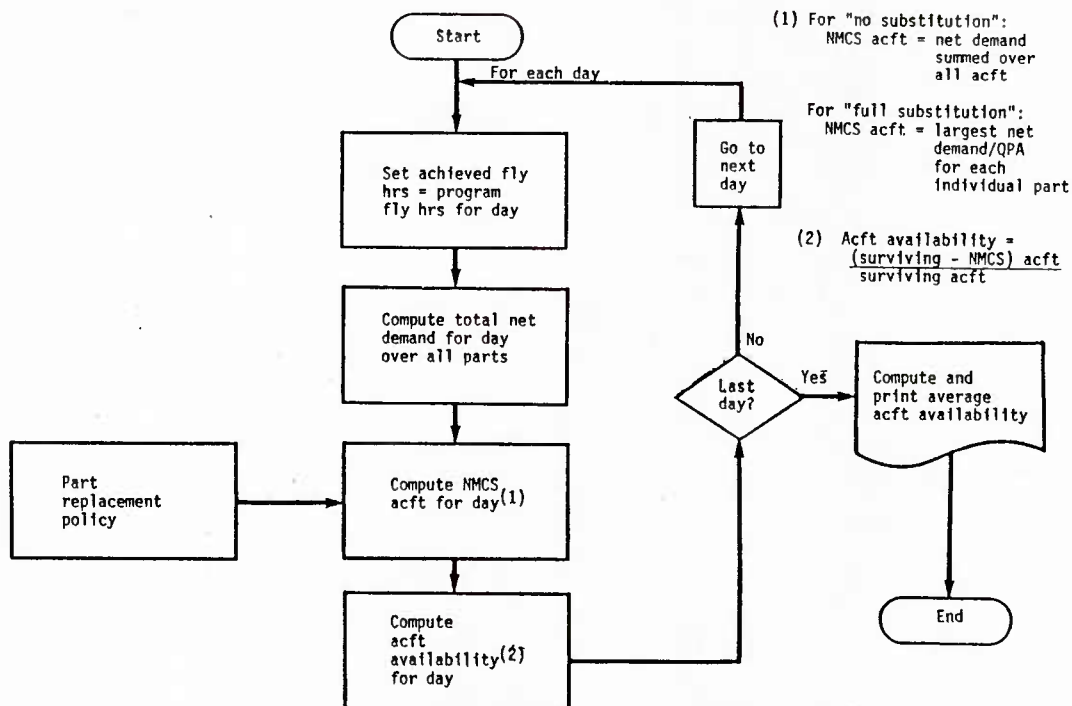 Start
For each day
Set achieved fly
hrs = program
fly hrs for day
Compute total net
demand for day
over all parts
Part
replacement
policy
Compute NMCS
acft for day(1)
Compute
acft
availability(2)
for day
Go to
next
day
No
Last
day?
Yes
Compute and
print average
acft availability
End
(1) For "no substitution":
NMCS acft = net demand
summed over
all acft
For "full substitution":
NMCS acft = largest net
demand/QPA
for each
individual part
(2) Acft availability =
(surviving - NMCS) acft
surviving acft